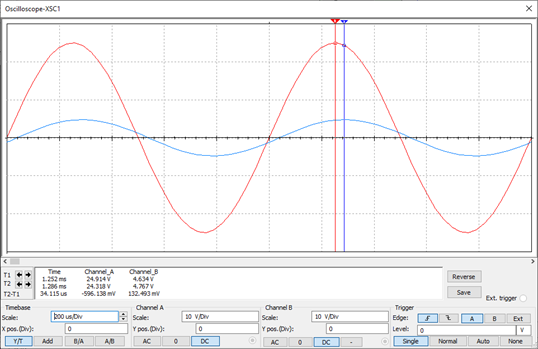 Oscilloscope-XSC1
Time Channel_A Channel_B
T1 1.252 ms 24.914 V 4.634 V
T2 1.286 ms 24.318 V 4.767 V
T2-T1 34.115 us -596.138 mV 132.493 mV
Reverse
Save
Ext. trigger
Timebase
Scale: 200 us/Div
X pos.(Div): 0
Y/T Add B/A A/B
Channel A
Scale: 10 V/Div
Y pos.(Div): 0
AC 0 DC
Channel B
Scale: 10 V/Div
Y pos.(Div): 0
AC 0 DC -
Trigger
Edge: A B Ext
Level: 0 V
Single Normal Auto None